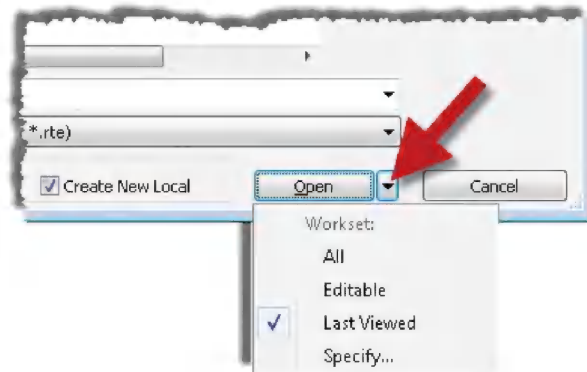 *.rte)
Create New Local Open Cancel
Workset:
All
Editable
Last Viewed
Specify...